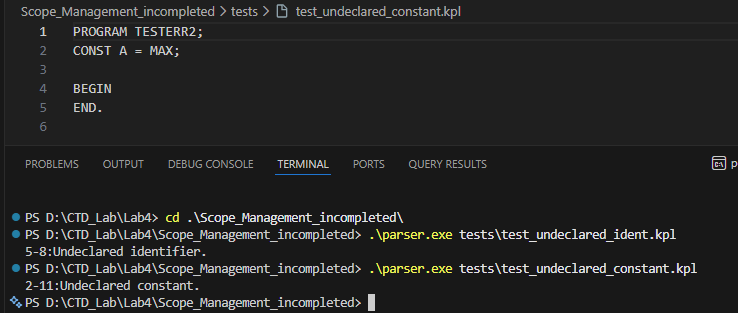 Scope_Management_incompleted > tests > test_undeclared_constant.kpl
1 PROGRAM TESTERR2;
2 CONST A = MAX;
3
4 BEGIN
5 END.
6
PROBLEMS OUTPUT DEBUG CONSOLE TERMINAL PORTS QUERY RESULTS p
PS D:\CTD_Lab\Lab4> cd .\Scope_Management_incompleted\
PS D:\CTD_Lab\Lab4\Scope_Management_incompleted> .\parser.exe tests\test_undeclared_ident.kpl
5-8:Undeclared identifier.
PS D:\CTD_Lab\Lab4\Scope_Management_incompleted> .\parser.exe tests\test_undeclared_constant.kpl
2-11:Undeclared constant.
PS D:\CTD_Lab\Lab4\Scope_Management_incompleted>